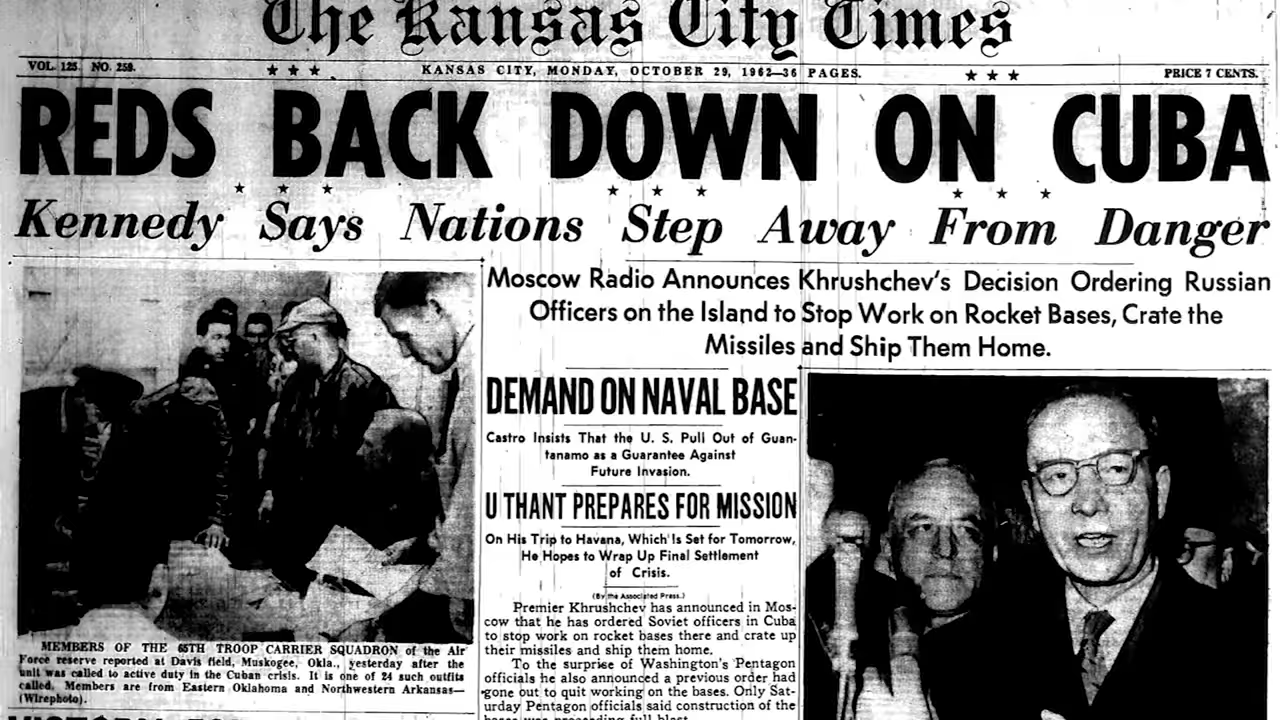 The Kansas City Times
VOL. 125. NO. 259.
KANSAS CITY, MONDAY, OCTOBER 29, 1962—36 PAGES.
PRICE 7 CENTS.
REDS BACK DOWN ON CUBA
Kennedy Says Nations Step Away From Danger
Moscow Radio Announces Khrushchev's Decision Ordering Russian
Officers on the Island to Stop Work on Rocket Bases, Crate the
Missiles and Ship Them Home.
DEMAND ON NAVAL BASE
Castro Insists That the U. S. Pull Out of Guan-
tanamo as a Guarantee Against
Future Invasion.
U THANT PREPARES FOR MISSION
On His Trip to Havana, Which Is Set for Tomorrow,
He Hopes to Wrap Up Final Settlement
of Crisis.
(By the Associated Press.)
Premier Khrushchev has announced in Mos-
cow that he has ordered Soviet officers in Cuba
to stop work on rocket bases there and crate up
their missiles and ship them home.
To the surprise of Washington's Pentagon
officials he also announced a previous order had
gone out to quit working on the bases. Only Sat-
urday Pentagon officials said construction of the
bases was proceeding full blast.
MEMBERS OF THE 65TH TROOP CARRIER SQUADRON of the Air
Force reserve reported at Davis field, Muskogee, Okla., yesterday after the
unit was called to active duty in the Cuban crisis. It is one of 24 such outfits
called. Members are from Eastern Oklahoma and Northwestern Arkansas—
(Wirephoto).